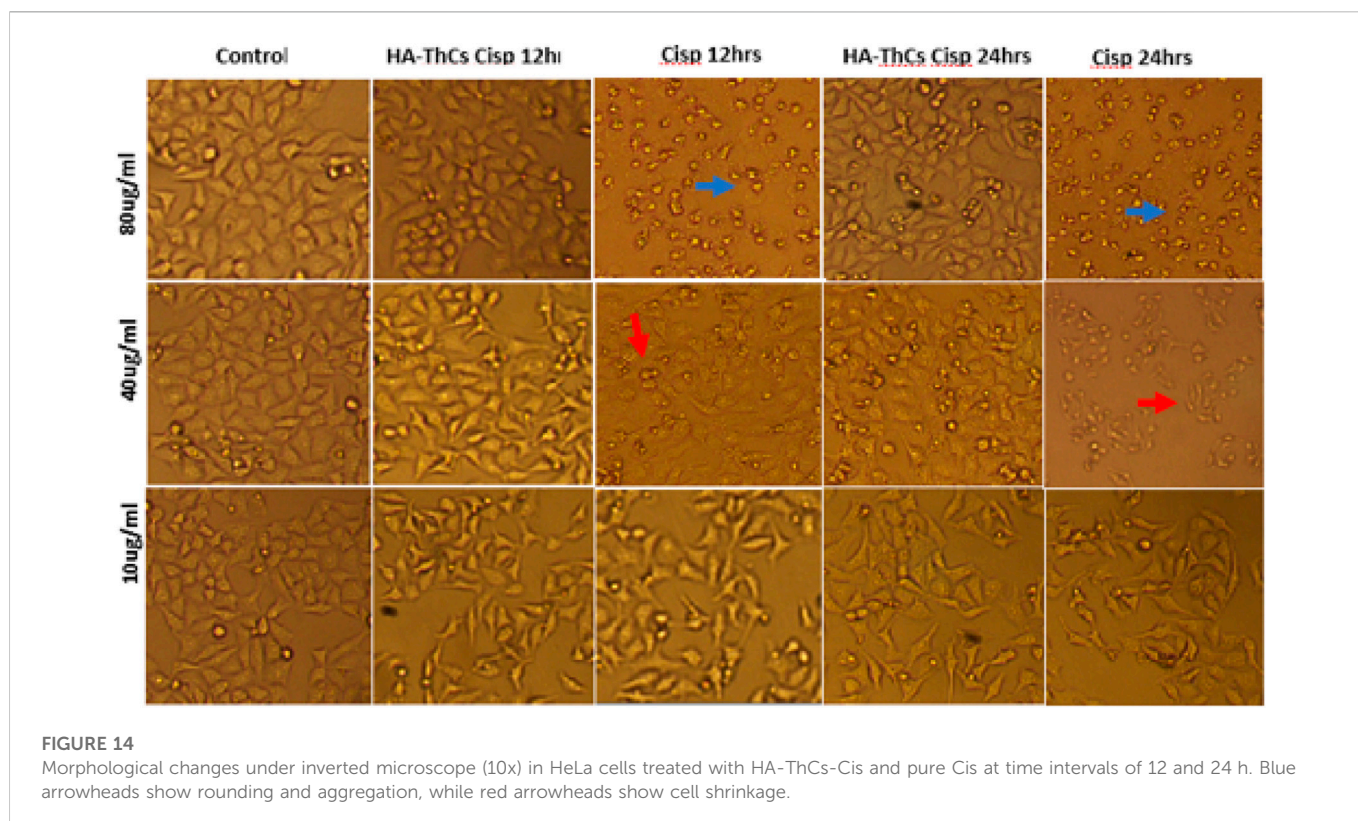 Control HA-ThCs Cisp 12hr Cisp 12hrs HA-ThCs Cisp 24hrs Cisp 24hrs
80ug/ml
40ug/ml
10ug/ml
FIGURE 14
Morphological changes under inverted microscope (10x) in HeLa cells treated with HA-ThCs-Cis and pure Cis at time intervals of 12 and 24 h. Blue
arrowheads show rounding and aggregation, while red arrowheads show cell shrinkage.